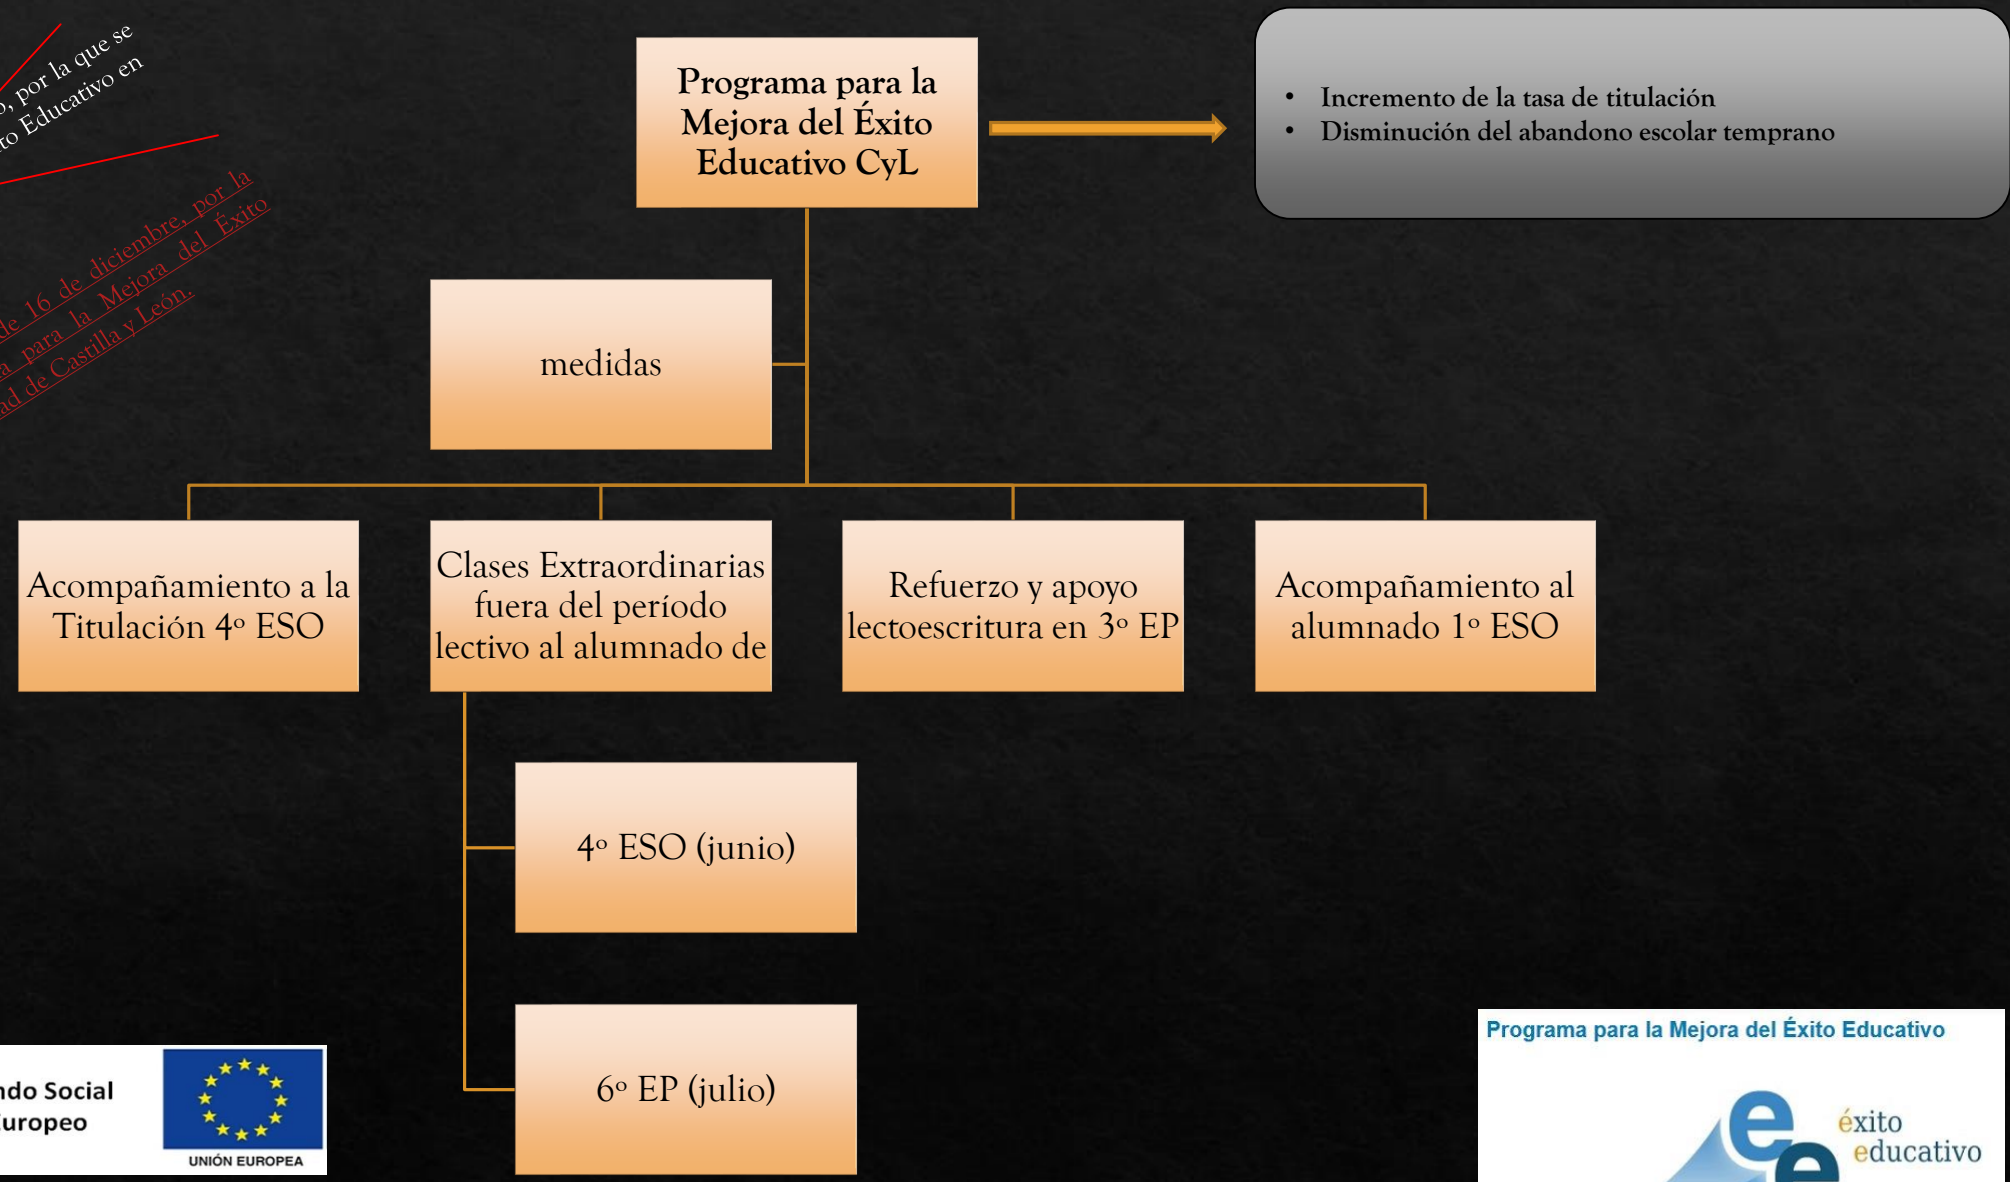 por la que se
Educativo en
de 16 de diciembre, por la
para la Mejora del Éxito
de Castilla y León.
Programa para la
Mejora del Éxito
Educativo CyL
• Incremento de la tasa de titulación
• Disminución del abandono escolar temprano
medidas
Acompañamiento a la
Titulación 4º ESO
Clases Extraordinarias
fuera del período
lectivo al alumnado de
Refuerzo y apoyo
lectoescritura en 3º EP
Acompañamiento al
alumnado 1º ESO
4º ESO (junio)
6º EP (julio)
Social
UNIÓN EUROPEA
Programa para la Mejora del Éxito Educativo
ee
éxito
educativo